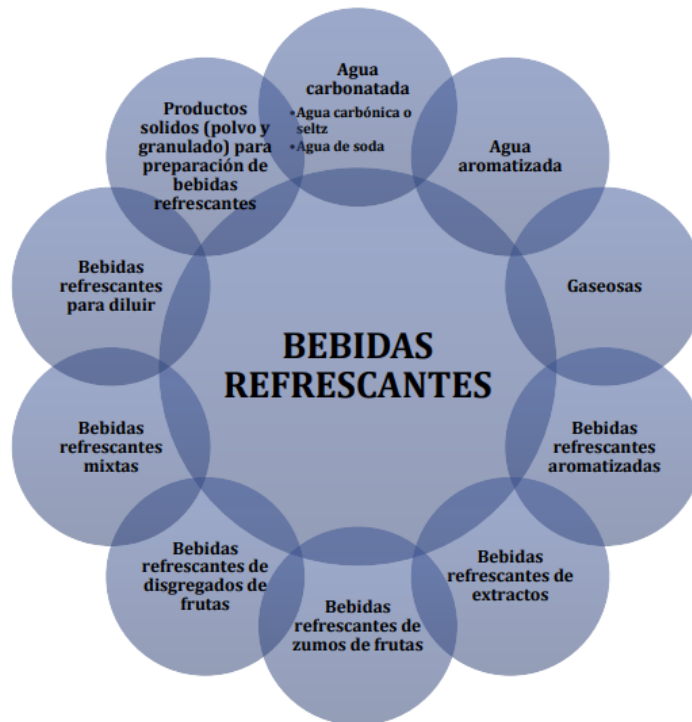 Agua
carbonatada
•Agua carbónica o
seltz
•Agua de soda
Agua
aromatizada
Gaseosas
Bebidas
refrescantes
aromatizadas
Bebidas
refrescantes de
extractos
Bebidas
refrescantes de
zumos de frutas
Bebidas
refrescantes de
disgregados de
frutas
Bebidas
refrescantes
mixtas
Bebidas
refrescantes
para diluir
Productos
solidos (polvo y
granulado) para
preparación de
bebidas
refrescantes
BEBIDAS
REFRESCANTES